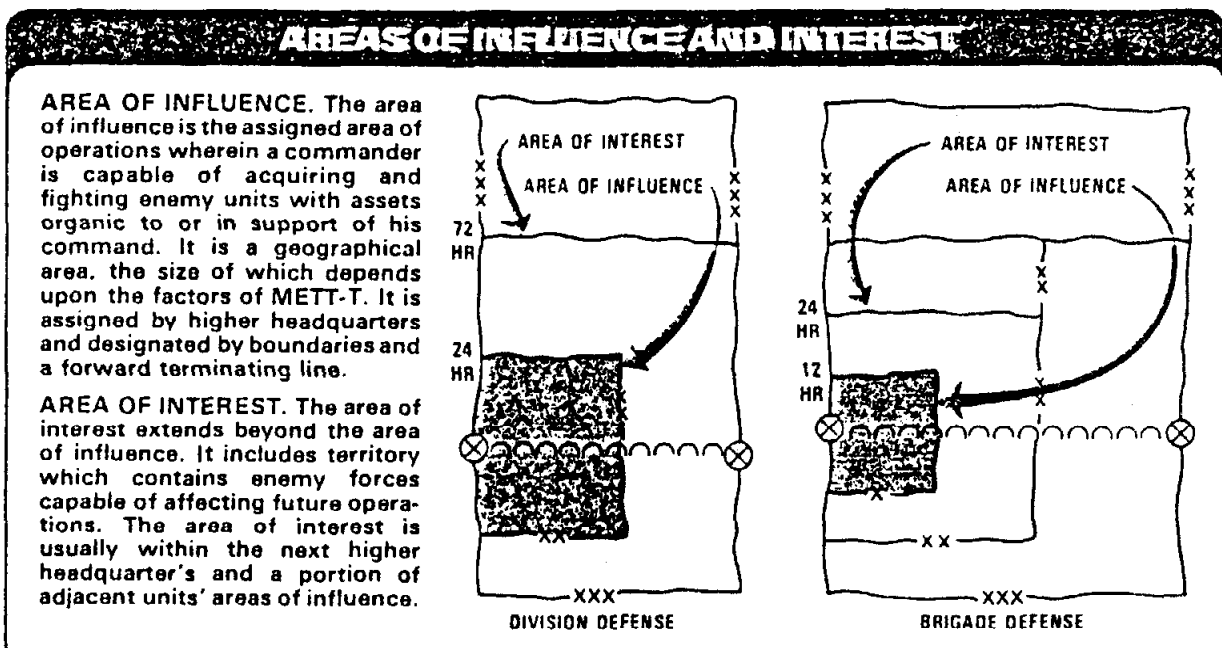 AREAS OF INFLUENCE AND INTEREST
AREA OF INFLUENCE. The area
of influence is the assigned area of
operations wherein a commander
is capable of acquiring and
fighting enemy units with assets
organic to or in support of his
command. It is a geographical
area, the size of which depends
upon the factors of METT-T. It is
assigned by higher headquarters
and designated by boundaries and
a forward terminating line.
AREA OF INTEREST. The area of
interest extends beyond the area
of influence. It includes territory
which contains enemy forces
capable of affecting future opera-
tions. The area of interest is
usually within the next higher
headquarter's and a portion of
adjacent units' areas of influence.
AREA OF INTEREST
AREA OF INFLUENCE
XXX
XXX
72
HR
24
HR
XX
XX
XXX
DIVISION DEFENSE
AREA OF INTEREST
AREA OF INFLUENCE
XXX
XXX
XX
24
HR
12
HR
X
X
XX
XXX
BRIGADE DEFENSE